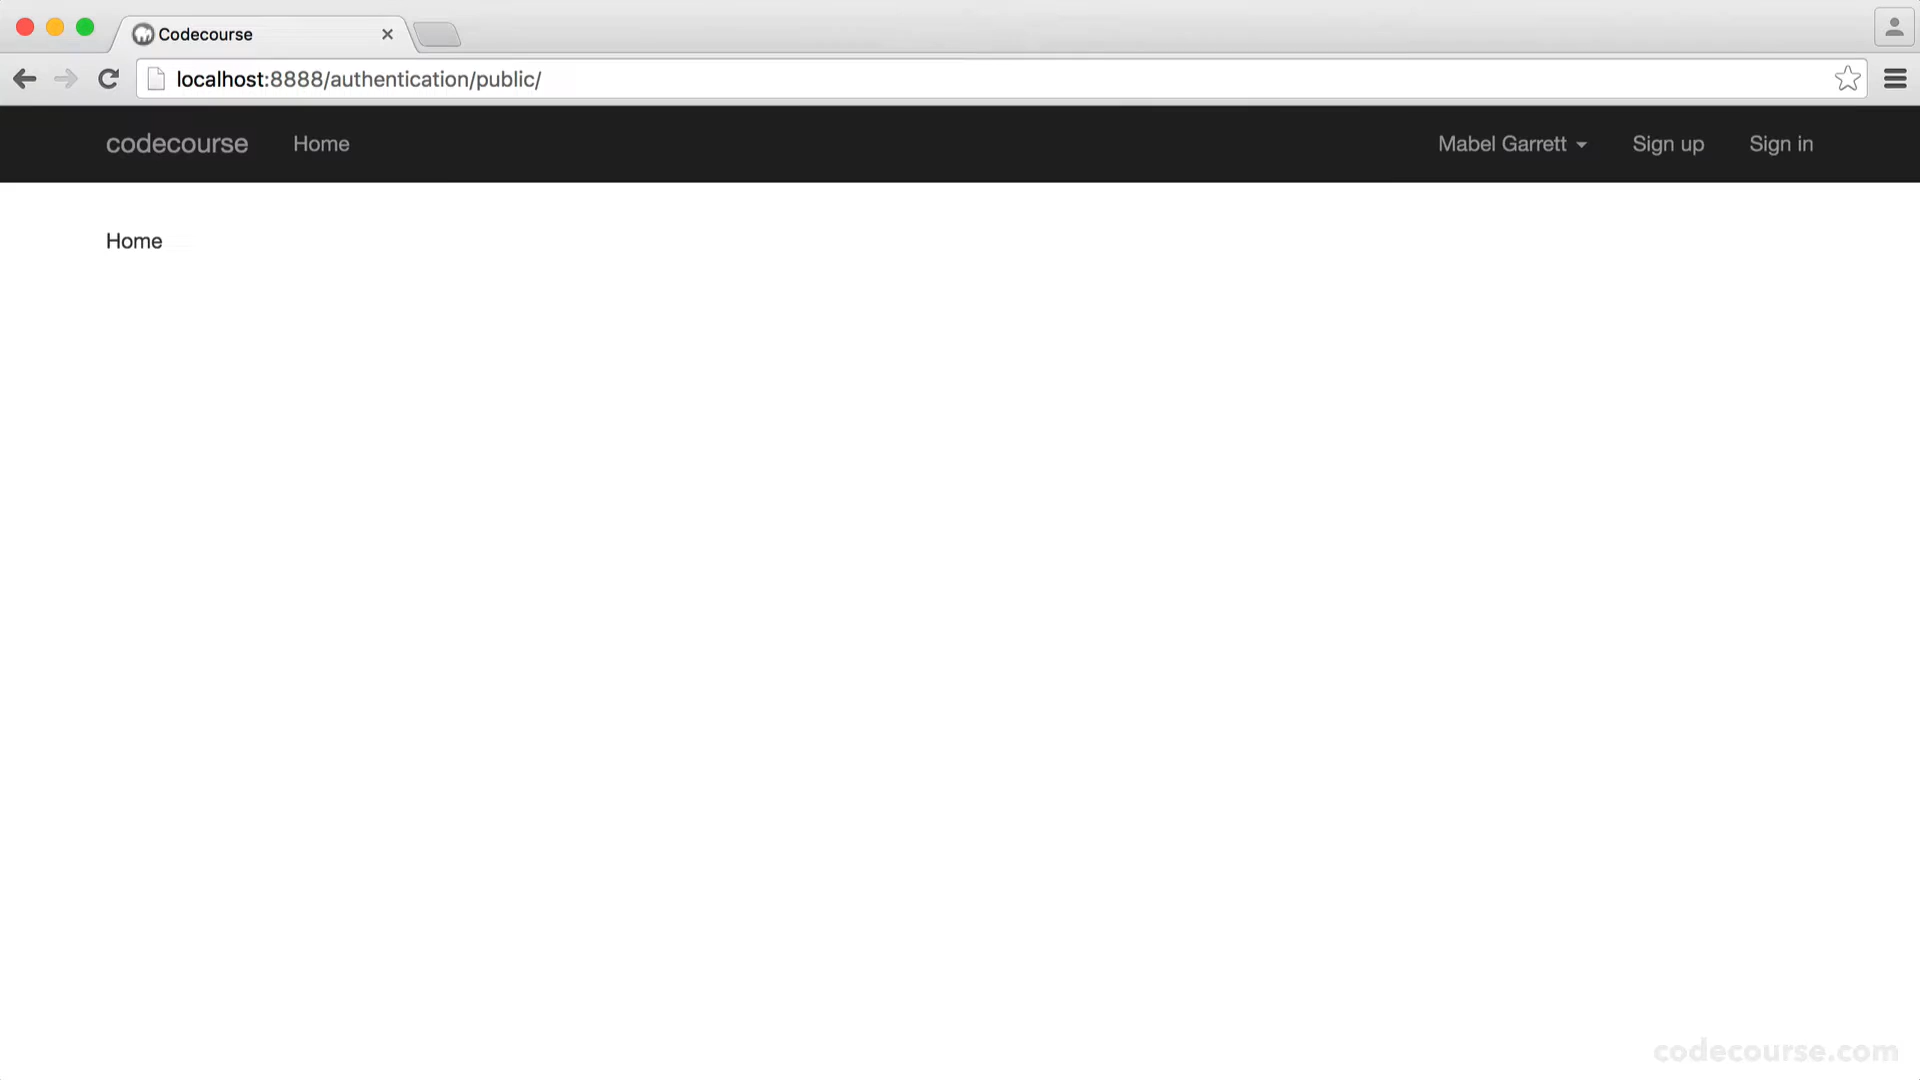 Codecourse
localhost:8888/authentication/public/
codecourse Home Mabel Garrett Sign up Sign in
Home
codecourse.com